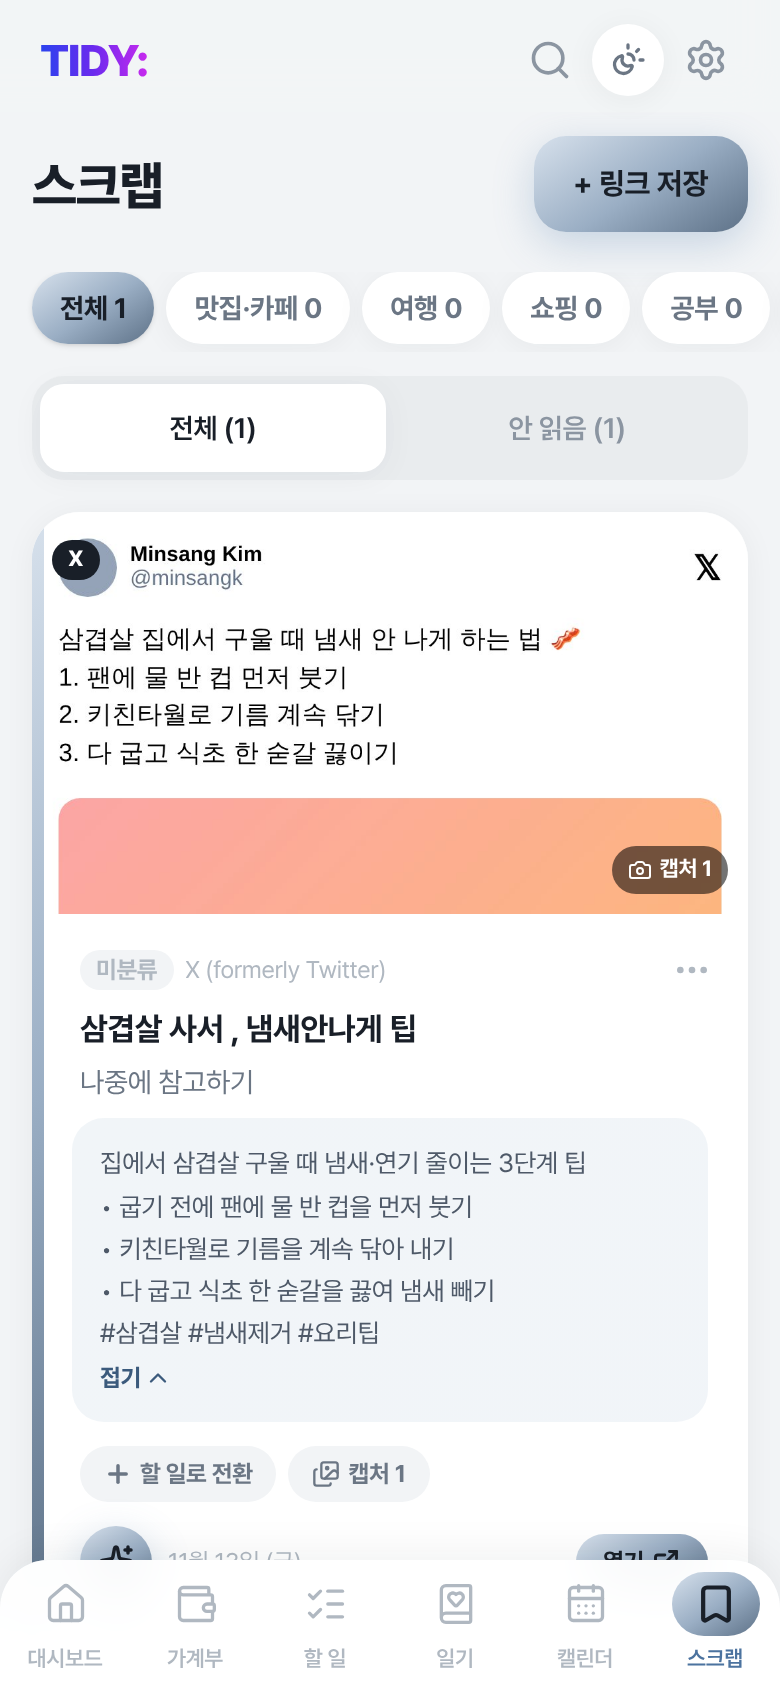 TIDY:
스크랩
+ 링크 저장
전체 1
맛집·카페 0
여행 0
쇼핑 0
공부 0
전체 (1)
안 읽음 (1)
X
Minsang Kim
@minsangk
𝕏
삼겹살 집에서 구울 때 냄새 안 나게 하는 법 🥓
1. 팬에 물 반 컵 먼저 붓기
2. 키친타월로 기름 계속 닦기
3. 다 굽고 식초 한 숟갈 끓이기
캡처 1
미분류
X (formerly Twitter)
삼겹살 사서 , 냄새안나게 팁
나중에 참고하기
집에서 삼겹살 구울 때 냄새·연기 줄이는 3단계 팁
• 굽기 전에 팬에 물 반 컵을 먼저 붓기
• 키친타월로 기름을 계속 닦아 내기
• 다 굽고 식초 한 숟갈을 끓여 냄새 빼기
#삼겹살 #냄새제거 #요리팁
접기
+ 할 일로 전환
캡처 1
대시보드
가계부
할 일
일기
캘린더
스크랩